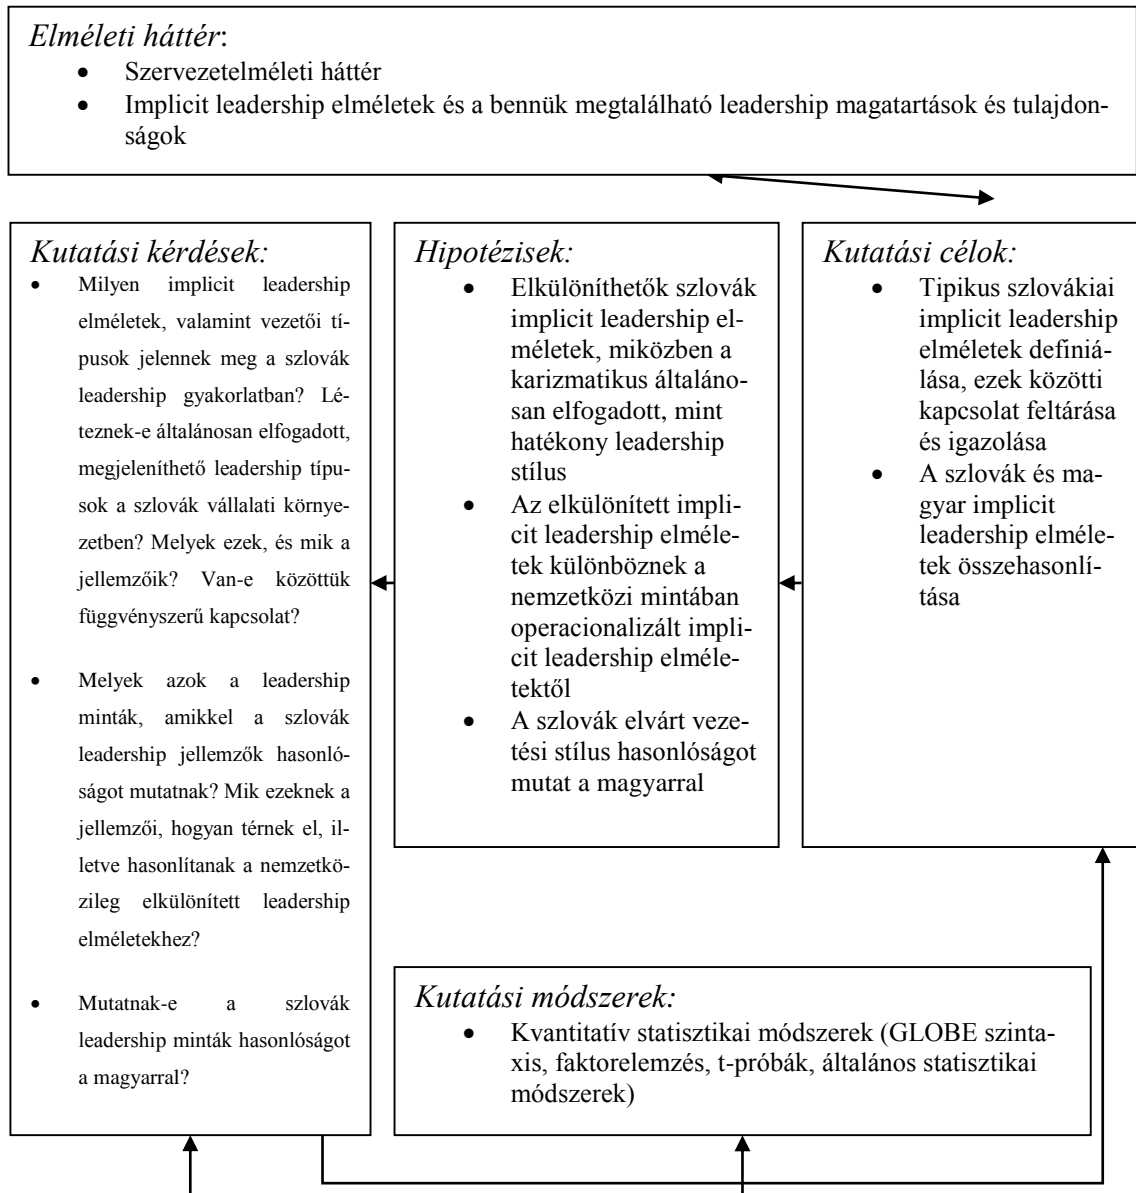 Elméleti háttér:
• Szervezetelméleti háttér
• Implicit leadership elméletek és a bennük megtalálható leadership magatartások és tulajdon-
ságok
Kutatási kérdések:
• Milyen implicit leadership
elméletek, valamint vezetői tí-
pusok jelennek meg a szlovák
leadership gyakorlatban? Lé-
teznek-e általánosan elfogadott,
megjeleníthető leadership típu-
sok a szlovák vállalati környe-
zetben? Melyek ezek, és mik a
jellemzőik? Van-e közöttük
függvényszerű kapcsolat?
• Melyek azok a leadership
minták, amikkel a szlovák
leadership jellemzők hasonló-
ságot mutatnak? Mik ezeknek a
jellemzői, hogyan térnek el, il-
letve hasonlítanak a nemzetkö-
zileg elkülönített leadership
elméletekhez?
• Mutatnak-e a szlovák
leadership minták hasonlóságot
a magyarral?
Hipotézisek:
• Elkülöníthetők szlovák
implicit leadership el-
méletek, miközben a
karizmatikus általáno-
san elfogadott, mint
hatékony leadership
stílus
• Az elkülönített impli-
cit leadership elméle-
tek különböznek a
nemzetközi mintában
operacionalizált impli-
cit leadership elméle-
tektől
• A szlovák elvárt veze-
tési stílus hasonlóságot
mutat a magyarral
Kutatási célok:
• Tipikus szlovákiai
implicit leadership
elméletek definiá-
lása, ezek közötti
kapcsolat feltárása
és igazolása
• A szlovák és ma-
gyar implicit
leadership elméle-
tek összehasonlí-
tása
Kutatási módszerek:
• Kvantitatív statisztikai módszerek (GLOBE szinta-
xis, faktorelemzés, t-próbák, általános statisztikai
módszerek)